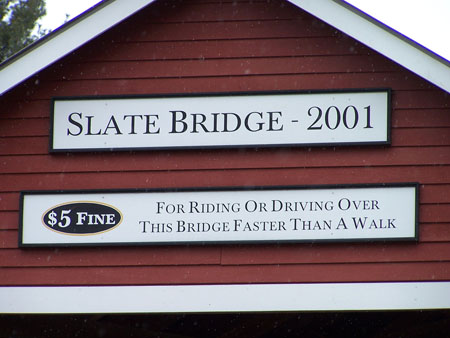 SLATE BRIDGE - 2001
$5 FINE
FOR RIDING OR DRIVING OVER
THIS BRIDGE FASTER THAN A WALK